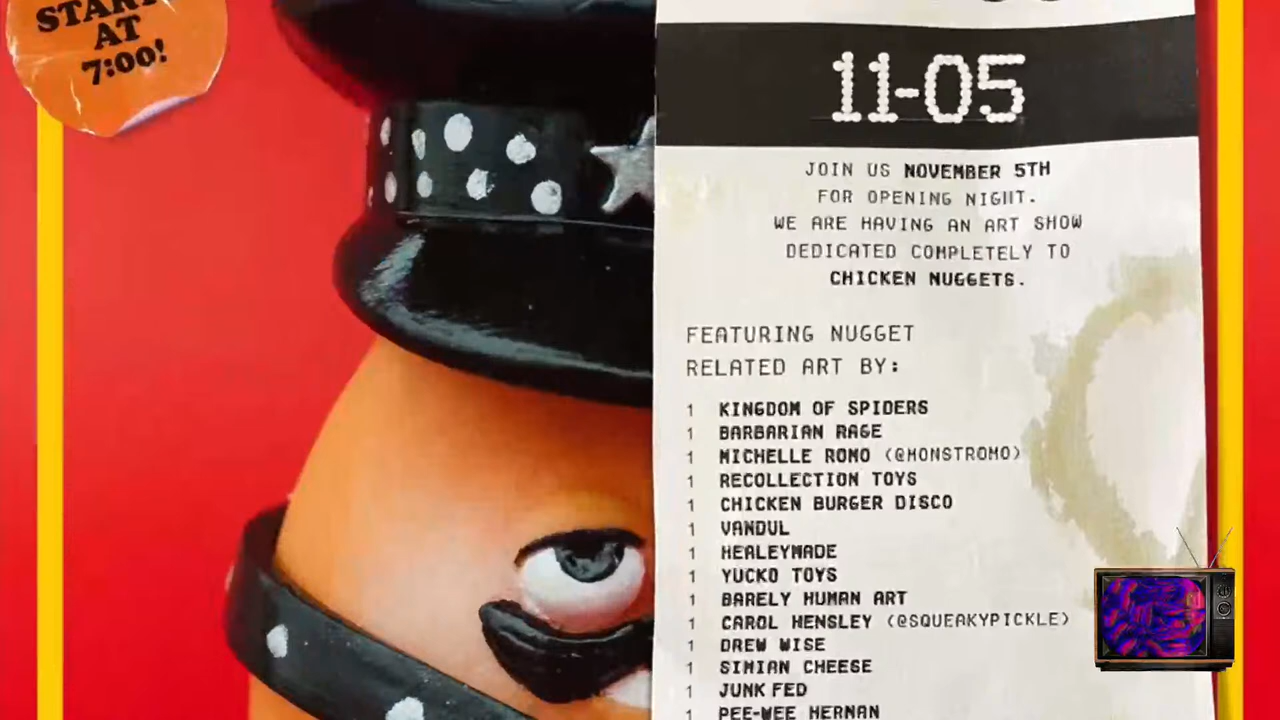 START
AT
7:00!
11-05
JOIN US NOVEMBER 5TH
FOR OPENING NIGHT.
WE ARE HAVING AN ART SHOW
DEDICATED COMPLETELY TO
CHICKEN NUGGETS.
FEATURING NUGGET
RELATED ART BY:
1 KINGDOM OF SPIDERS
1 BARBARIAN RAGE
1 MICHELLE ROMO (@MONSTROMO)
1 RECOLLECTION TOYS
1 CHICKEN BURGER DISCO
1 VANDUL
1 HEALEYMADE
1 YUCKO TOYS
1 BARELY HUMAN ART
1 CAROL HENSLEY (@SQUEAKYPICKLE)
1 DREW WISE
1 SIMIAN CHEESE
1 JUNK FED
1 PEE-WEE HERMAN